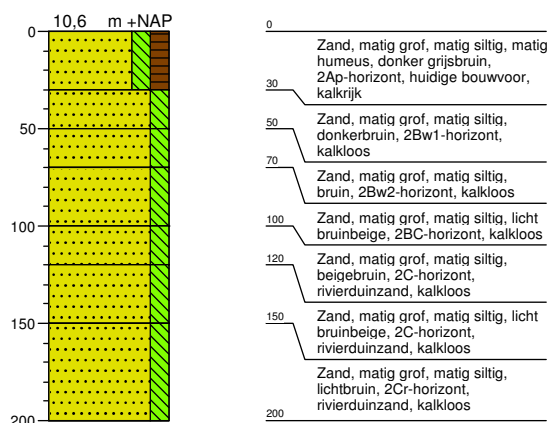 10,6 m +NAP
0
50
100
150
200
0
Zand, matig grof, matig siltig, matig
humeus, donker grijsbruin,
2Ap-horizont, huidige bouwvoor,
kalkrijk
30
Zand, matig grof, matig siltig,
donkerbruin, 2Bw1-horizont,
kalkloos
50
Zand, matig grof, matig siltig,
bruin, 2Bw2-horizont, kalkloos
70
Zand, matig grof, matig siltig, licht
bruinbeige, 2BC-horizont, kalkloos
100
Zand, matig grof, matig siltig,
beigebruin, 2C-horizont,
rivierduinzand, kalkloos
120
Zand, matig grof, matig siltig, licht
bruinbeige, 2C-horizont,
rivierduinzand, kalkloos
150
Zand, matig grof, matig siltig,
lichtbruin, 2Cr-horizont,
rivierduinzand, kalkloos
200